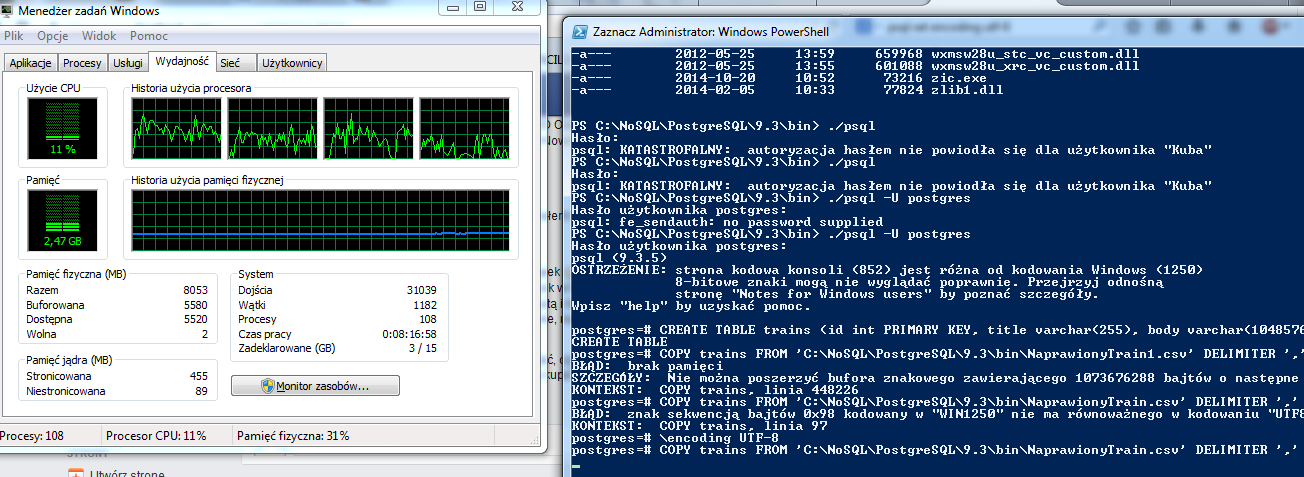 Menedżer zadań Windows
Plik Opcje Widok Pomoc
Aplikacje Procesy Usługi Wydajność Sieć Użytkownicy
Użycie CPU
11 %
Historia użycia procesora
Pamięć
2,47 GB
Historia użycia pamięci fizycznej
Pamięć fizyczna (MB)
Razem 8053
Buforowana 5580
Dostępna 5520
Wolna 2
System
Dojścia 31039
Wątki 1182
Procesy 108
Czas pracy 0:08:16:58
Zadeklarowane (GB) 3 / 15
Pamięć jądra (MB)
Stronicowana 455
Niestronicowana 89
Monitor zasobów...
Procesy: 108 Procesor CPU: 11% Pamięć fizyczna: 31%
Utwórz stronę
Zaznacz Administrator: Windows PowerShell
-a--- 2012-05-25 13:59 659968 wxmsw28u_stc_vc_custom.dll
-a--- 2012-05-25 13:55 601088 wxmsw28u_xrc_vc_custom.dll
-a--- 2014-10-20 10:52 73216 zic.exe
-a--- 2014-02-05 10:33 77824 zlib1.dll
PS C:\NoSQL\PostgreSQL\9.3\bin> ./psql
Hasło:
psql: KATASTROFALNY:  autoryzacja hasłem nie powiodła się dla użytkownika "Kuba"
PS C:\NoSQL\PostgreSQL\9.3\bin> ./psql
Hasło:
psql: KATASTROFALNY:  autoryzacja hasłem nie powiodła się dla użytkownika "Kuba"
PS C:\NoSQL\PostgreSQL\9.3\bin> ./psql -U postgres
Hasło użytkownika postgres:
psql: fe_sendauth: no password supplied
PS C:\NoSQL\PostgreSQL\9.3\bin> ./psql -U postgres
Hasło użytkownika postgres:
psql (9.3.5)
OSTRZEŻENIE: strona kodowa konsoli (852) jest różna od kodowania Windows (1250)
8-bitowe znaki mogą nie wyglądać poprawnie. Przejrzyj odnośną
stronę "Notes for Windows users" by poznać szczegóły.
Wpisz "help" by uzyskać pomoc.
postgres=# CREATE TABLE trains (id int PRIMARY KEY, title varchar(255), body varchar(1048576
CREATE TABLE
postgres=# COPY trains FROM 'C:\NoSQL\PostgreSQL\9.3\bin\NaprawionyTrain1.csv' DELIMITER ','
BŁĄD:  brak pamięci
SZCZEGÓŁY:  Nie można poszerzyć bufora znakowego zawierającego 1073676288 bajtów o następne
KONTEKST:  COPY trains, linia 448226
postgres=# COPY trains FROM 'C:\NoSQL\PostgreSQL\9.3\bin\NaprawionyTrain.csv' DELIMITER ','
BŁĄD:  znak sekwencją bajtów 0x98 kodowany w "WIN1250" nie ma równoważnego w kodowaniu "UTF8
KONTEKST:  COPY trains, linia 97
postgres=# \encoding UTF-8
postgres=# COPY trains FROM 'C:\NoSQL\PostgreSQL\9.3\bin\NaprawionyTrain.csv' DELIMITER ','